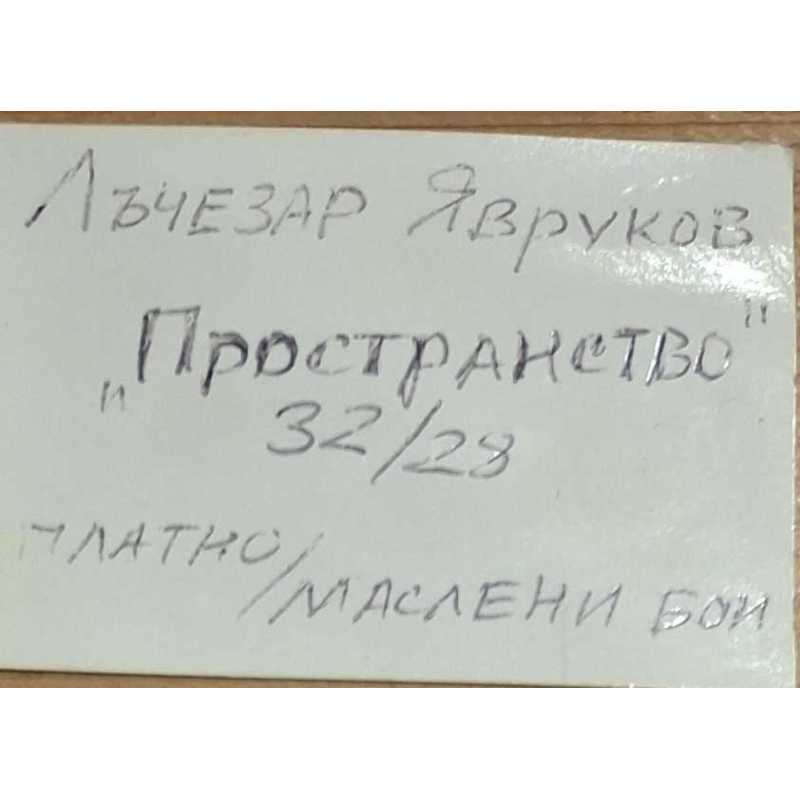 Лъчезар Явруков
„Пространство"
32/28
платно/маслени бои